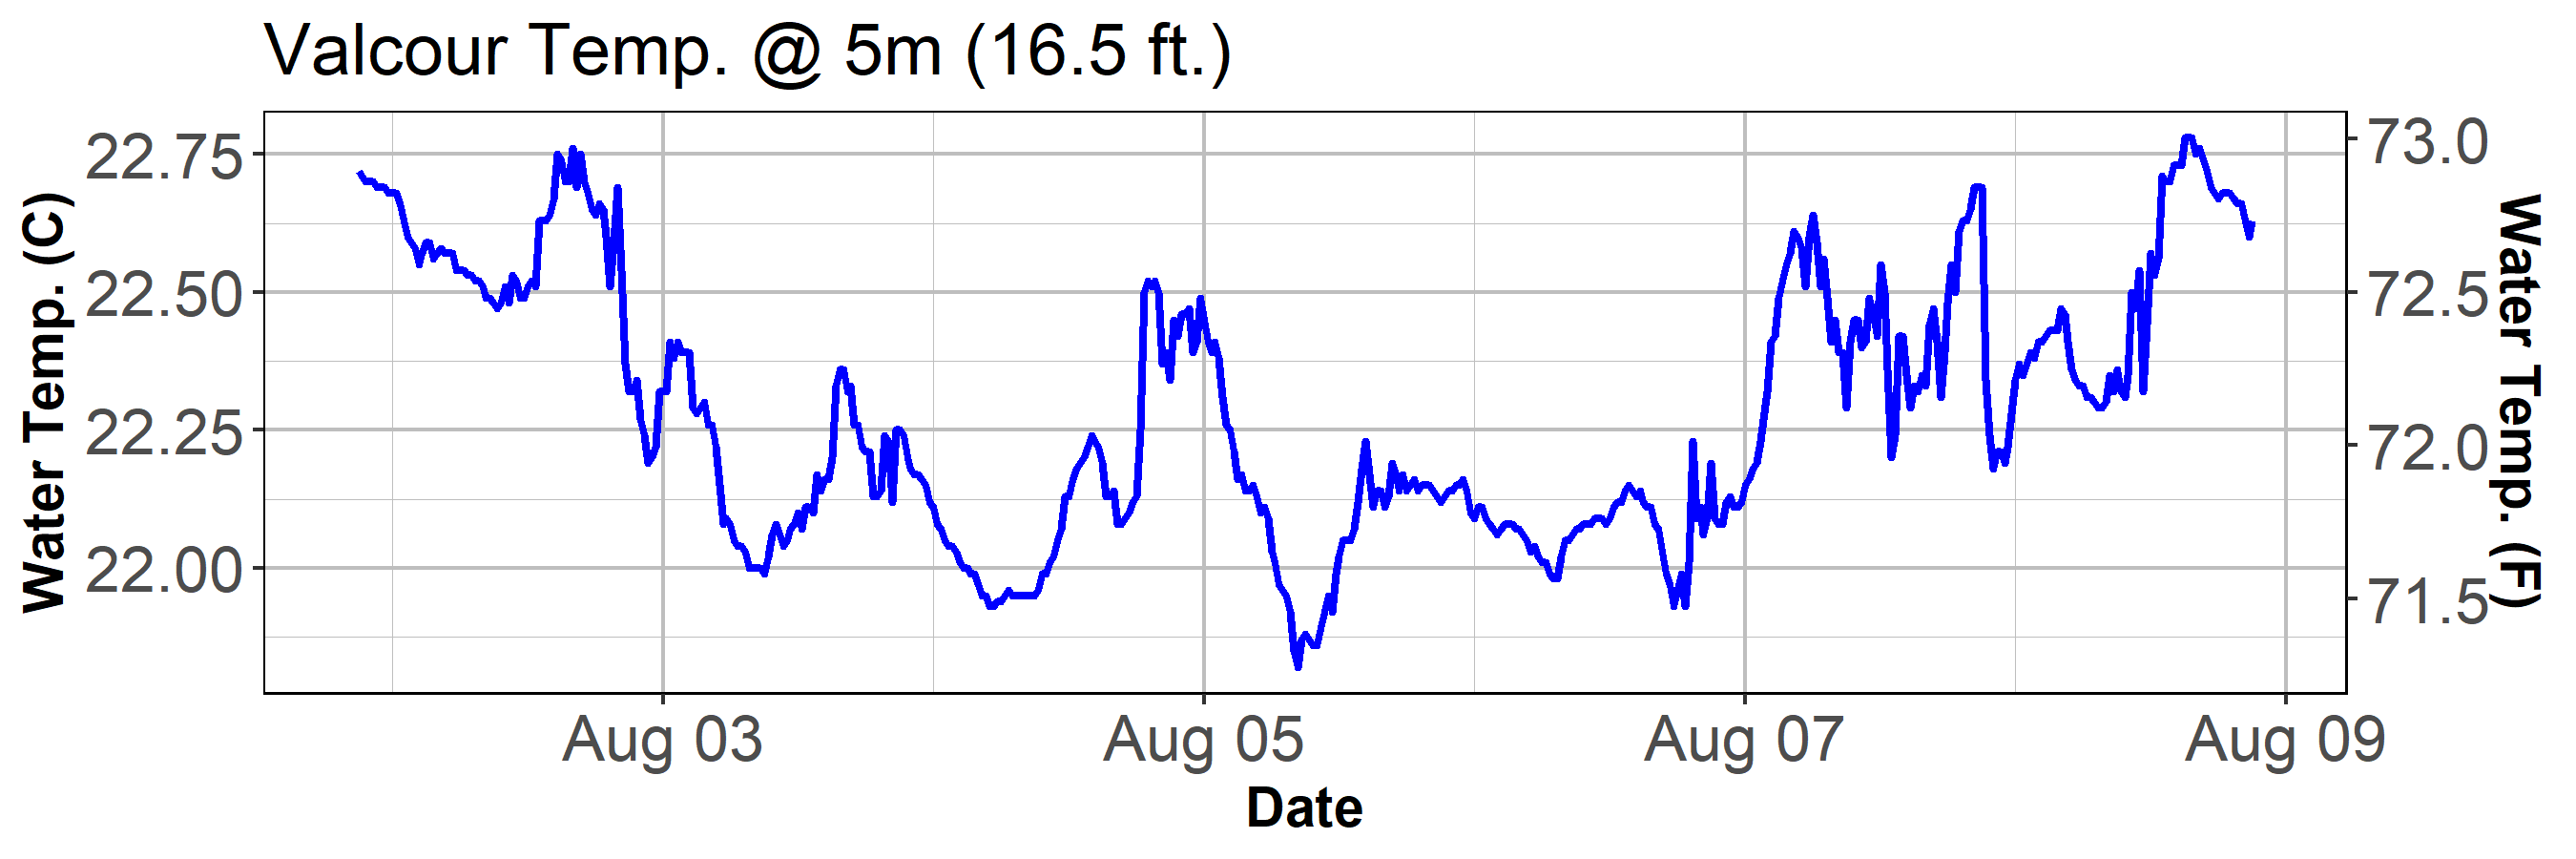 Valcour Temp. @ 5m (16.5 ft.)
Water Temp. (C)
22.75
22.50
22.25
22.00
73.0
72.5
72.0
71.5
Water Temp. (F)
Aug 03
Aug 05
Aug 07
Aug 09
Date